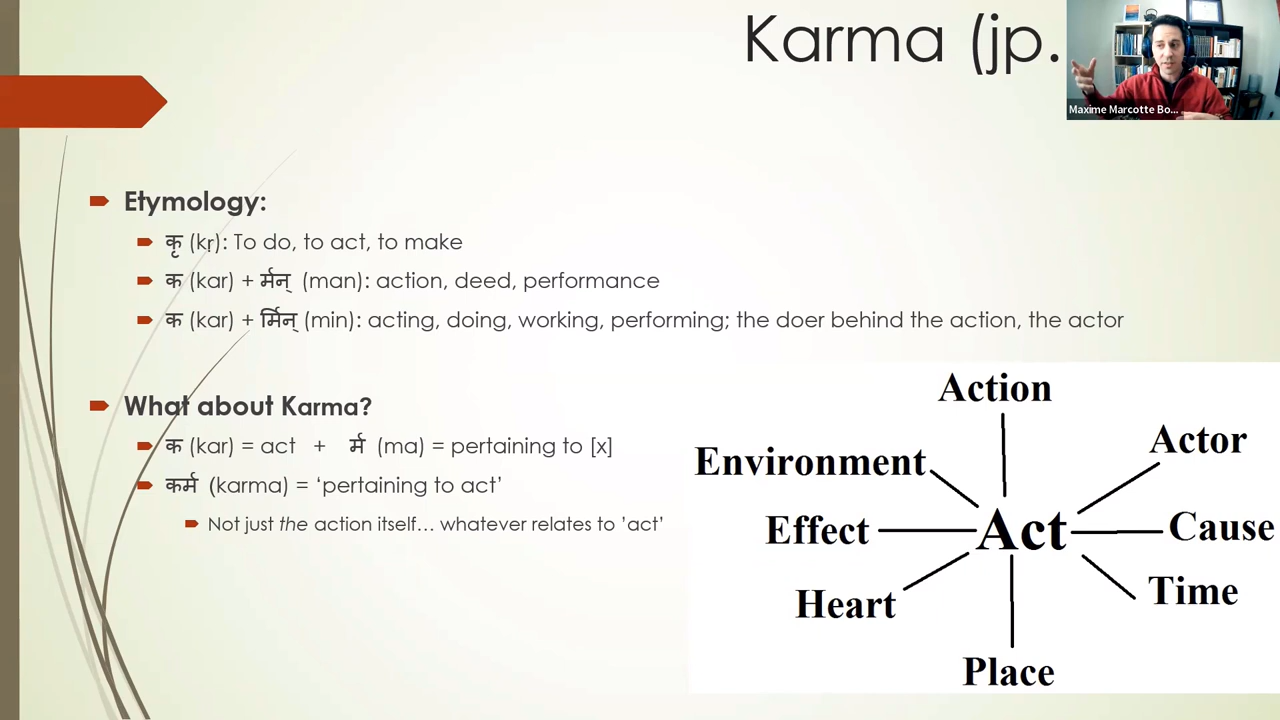 Karma (jp.
Maxime Marcotte Bo...
Etymology:
कृ (kṛ): To do, to act, to make
क (kar) + र्मन् (man): action, deed, performance
क (kar) + र्मिन् (min): acting, doing, working, performing; the doer behind the action, the actor
What about Karma?
क (kar) = act + र्म (ma) = pertaining to [x]
कर्म (karma) = ‘pertaining to act’
Not just the action itself… whatever relates to ’act’
Action
Actor
Environment
Effect
Act
Cause
Heart
Time
Place